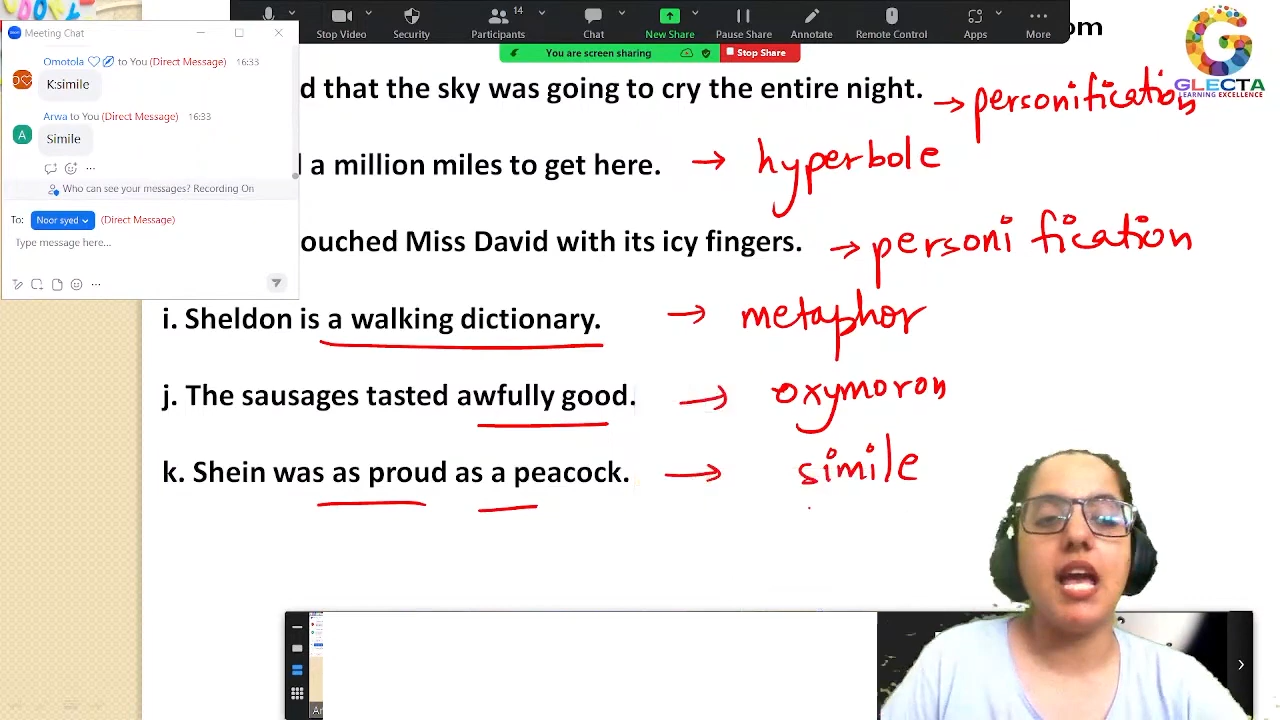 Meeting Chat
Omotola to You (Direct Message) 16:33
K:simile
Arwa to You (Direct Message) 16:33
A
Simile
Who can see your messages? Recording On
To: Noor syed (Direct Message)
Type message here...
14
Stop Video Security Participants Chat New Share Pause Share Annotate Remote Control Apps More
You are screen sharing Stop Share
om
GLECTA
LEARNING EXCELLENCE
d that the sky was going to cry the entire night. → personification
a million miles to get here. → hyperbole
ouched Miss David with its icy fingers. → personification
i. Sheldon is a walking dictionary. → metaphor
j. The sausages tasted awfully good. → oxymoron
k. Shein was as proud as a peacock. → simile